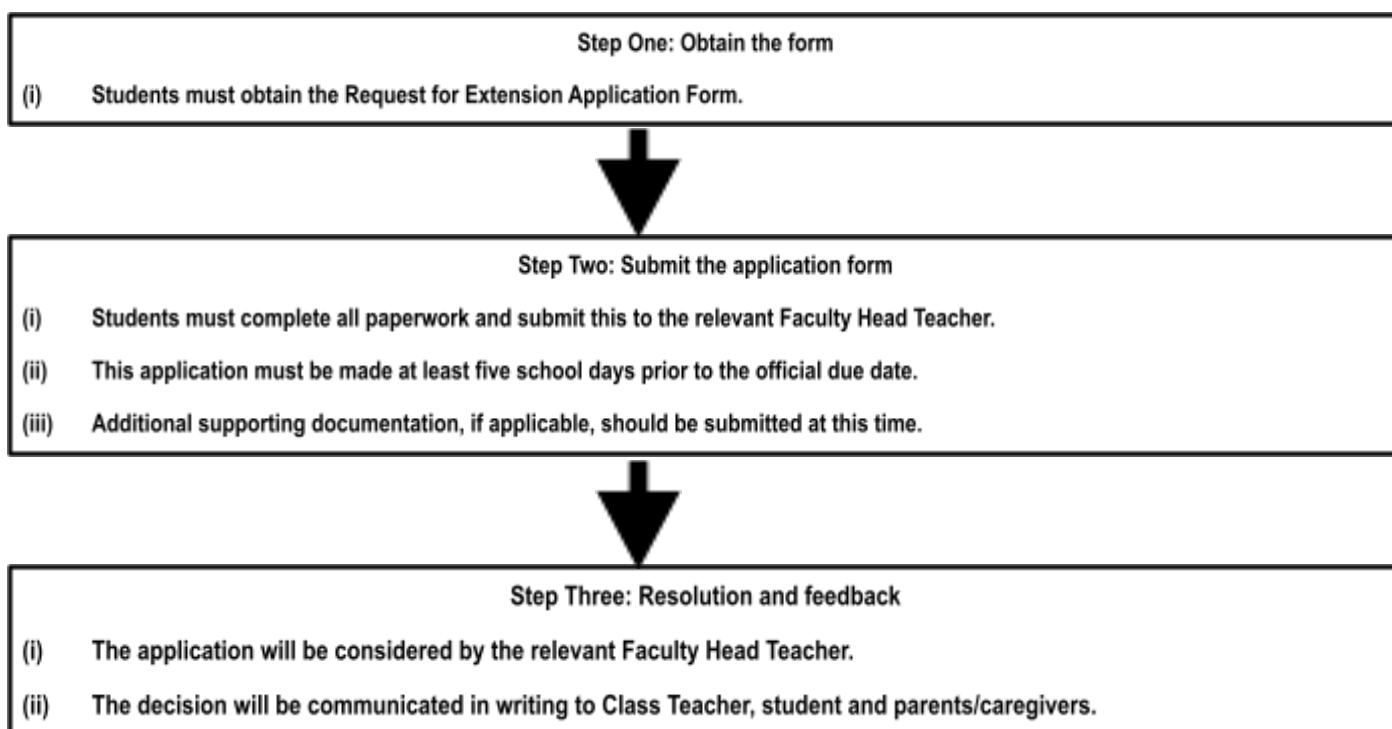 Step One: Obtain the form
(i) Students must obtain the Request for Extension Application Form.
Step Two: Submit the application form
(i) Students must complete all paperwork and submit this to the relevant Faculty Head Teacher.
(ii) This application must be made at least five school days prior to the official due date.
(iii) Additional supporting documentation, if applicable, should be submitted at this time.
Step Three: Resolution and feedback
(i) The application will be considered by the relevant Faculty Head Teacher.
(ii) The decision will be communicated in writing to Class Teacher, student and parents/caregivers.